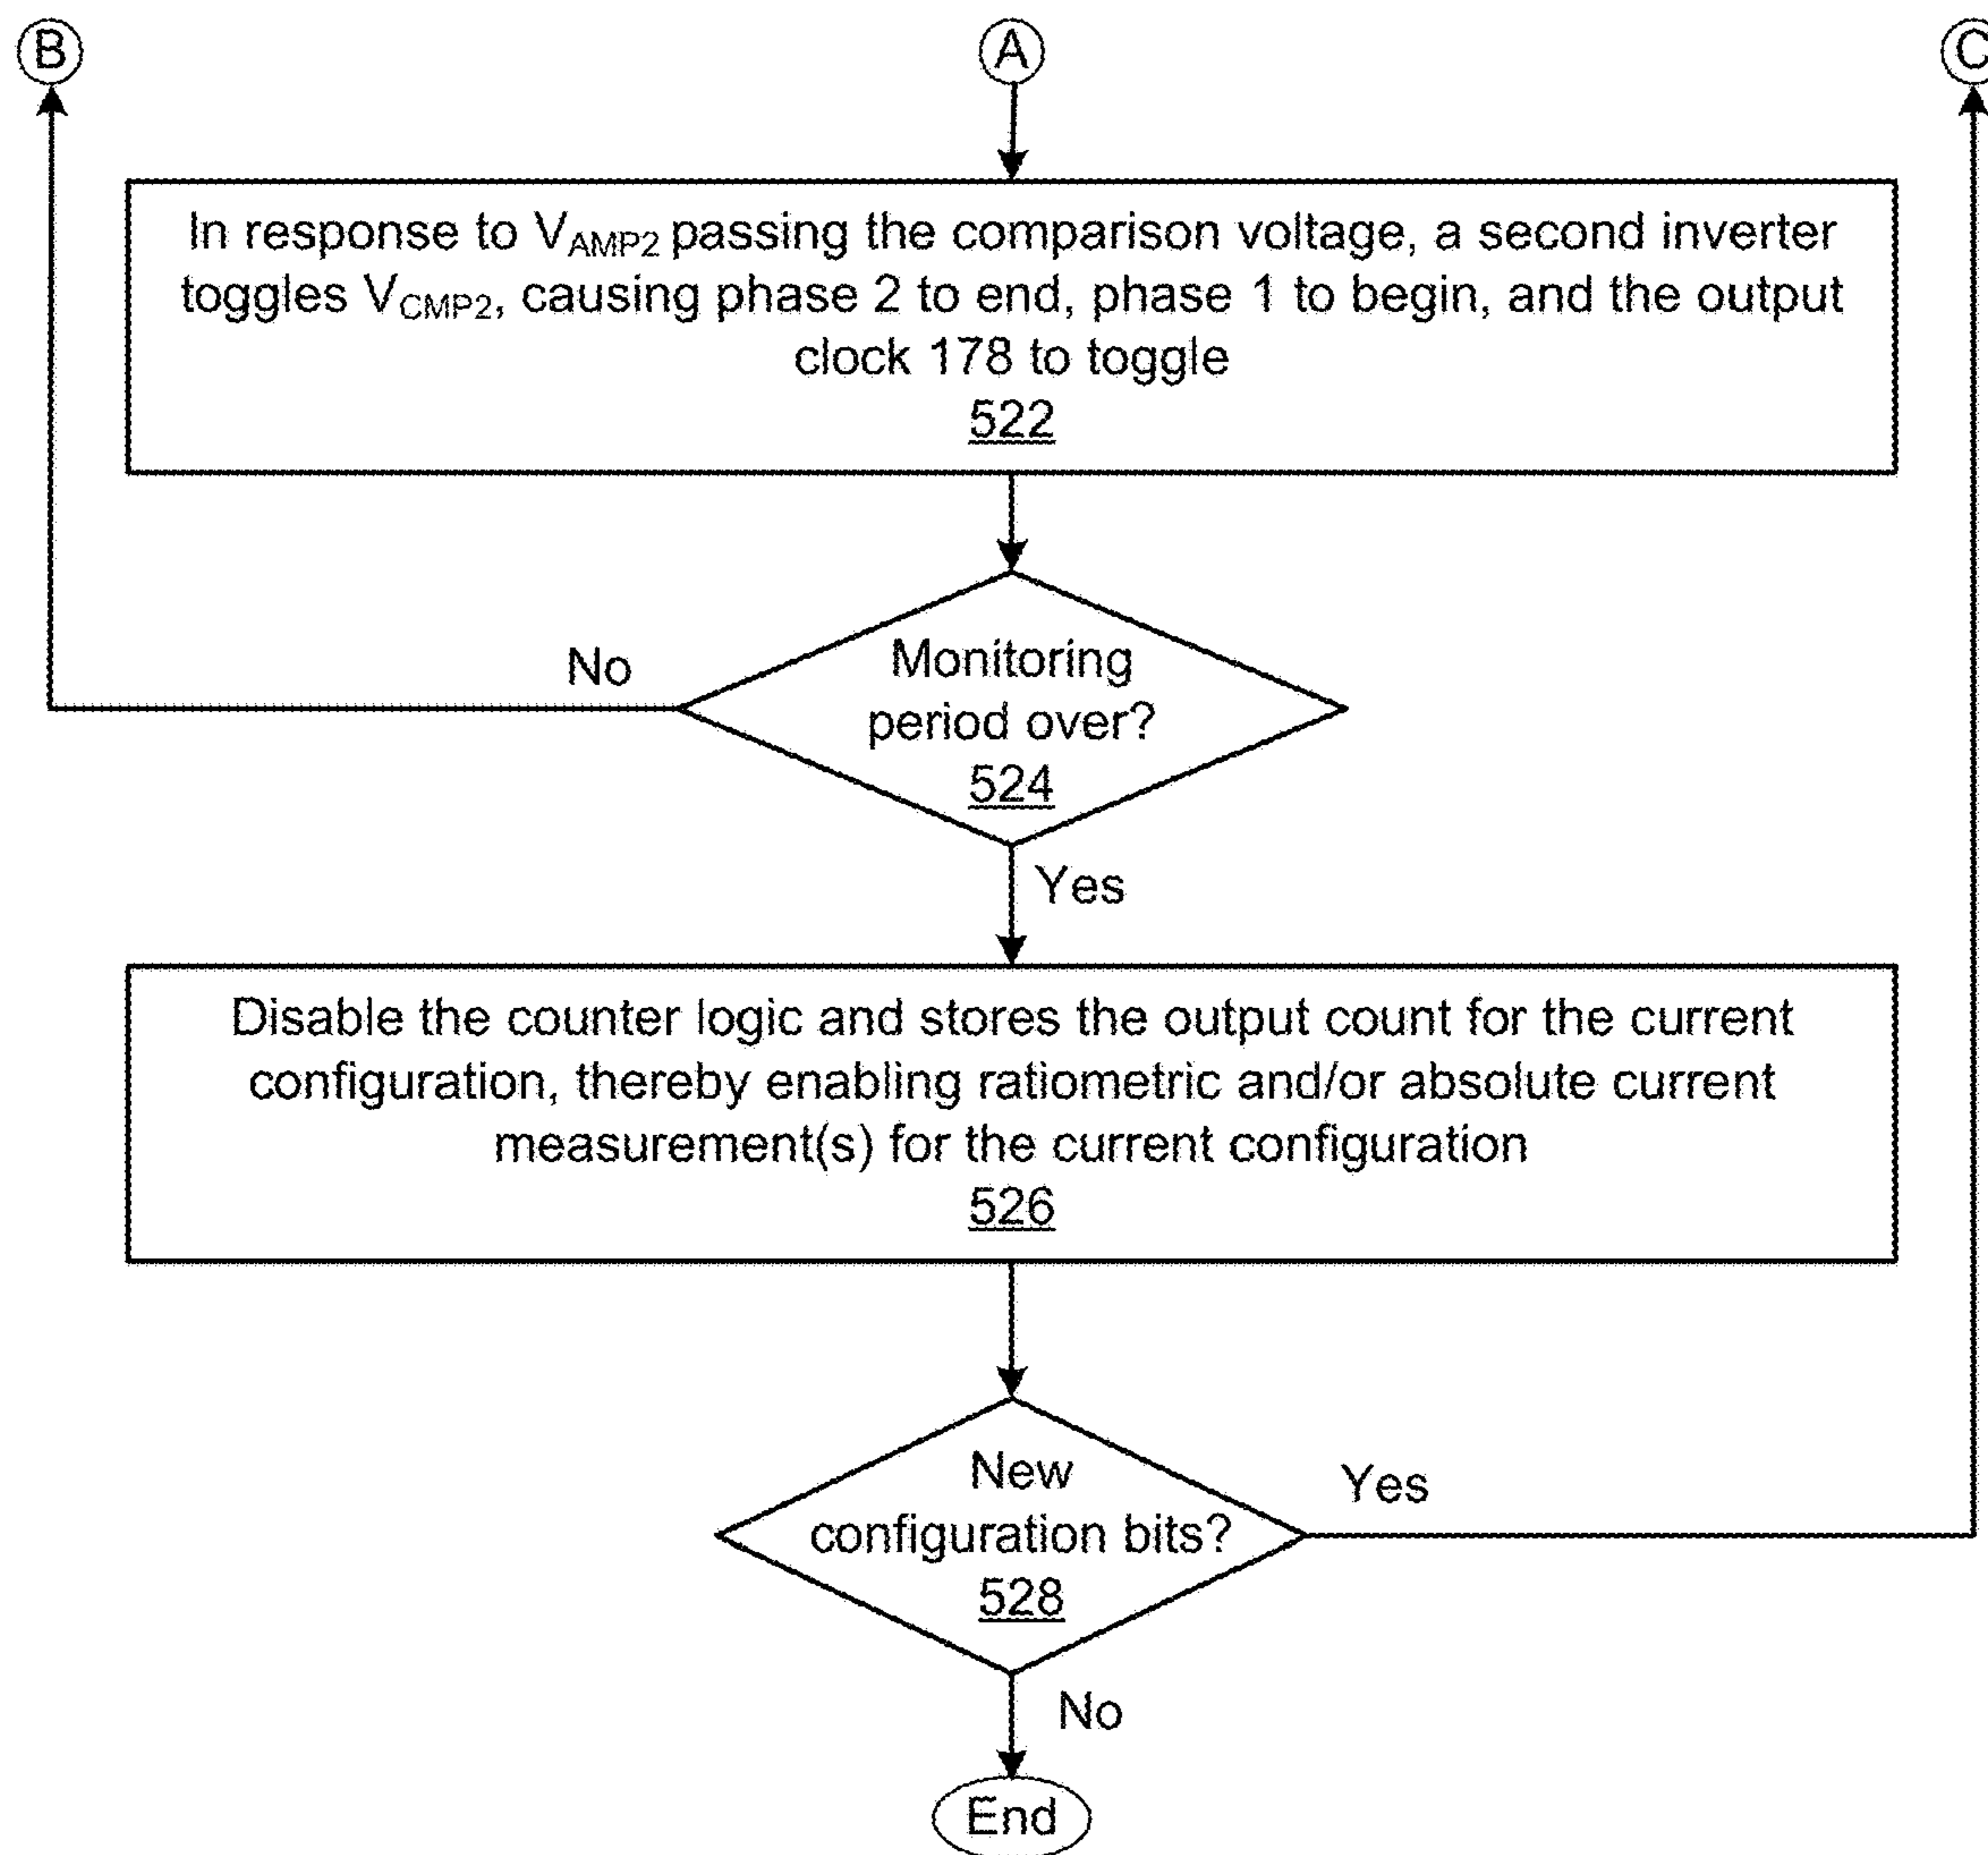 B
A
C
In response to VAMP2 passing the comparison voltage, a second inverter
toggles VCMP2, causing phase 2 to end, phase 1 to begin, and the output
clock 178 to toggle
522
No
Monitoring
period over?
524
Yes
Disable the counter logic and stores the output count for the current
configuration, thereby enabling ratiometric and/or absolute current
measurement(s) for the current configuration
526
New
configuration bits?
528
Yes
No
End